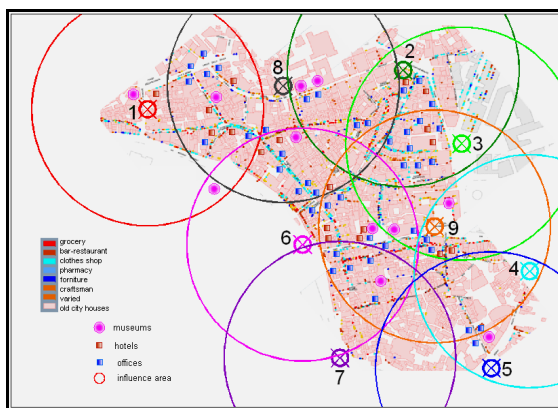 2
8
1
3
6
9
4
7
5
grocery
bar-restaurant
clothes shop
pharmacy
forniture
craftsman
varied
old city houses
museums
hotels
offices
influence area